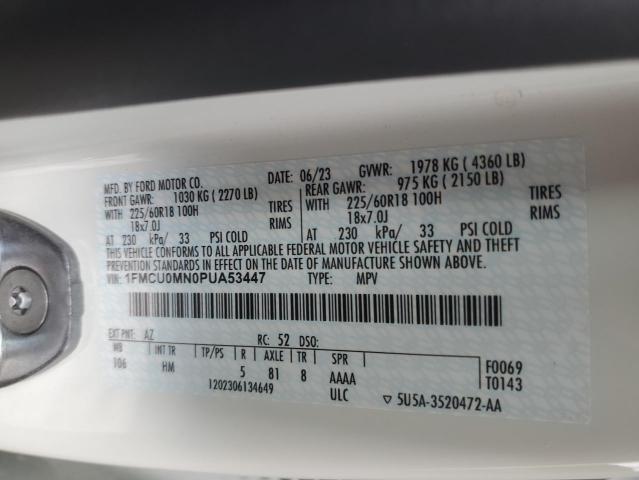 MFD. BY FORD MOTOR CO. 06/23 GVWR: 1978 KG ( 4360 LB)
FRONT GAWR: 1030 KG ( 2270 LB) REAR GAWR: 975 KG ( 2150 LB)
WITH 225/60R18 100H TIRES WITH 225/60R18 100H TIRES
18x7.0J RIMS 18x7.0J RIMS
AT 230 kPa/ 33 PSI COLD AT 230 kPa/ 33 PSI COLD
THIS VEHICLE CONFORMS TO ALL APPLICABLE FEDERAL MOTOR VEHICLE SAFETY AND THEFT
PREVENTION STANDARDS IN EFFECT ON THE DATE OF MANUFACTURE SHOWN ABOVE.
VIN: 1FMCU0MN0PUA53447 TYPE: MPV
EXT PNT: AZ RC: 52 DSO:
WB INT TR TP/PS R AXLE TR SPR
106 HM 5 81 8 AAAA F0069
1202306134649 ULC T0143
▽ 5U5A-3520472-AA